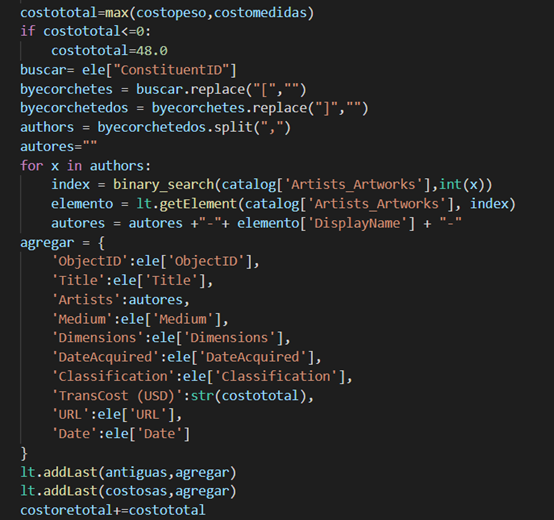 costototal=max(costopeso,costomedidas)
if costototal<=0:
    costototal=48.0
buscar= ele["ConstituentID"]
byecorchetes = buscar.replace("[","")
byecorchetedos = byecorchetes.replace("]","")
authors = byecorchetedos.split(",")
autores=""
for x in authors:
    index = binary_search(catalog['Artists_Artworks'],int(x))
    elemento = lt.getElement(catalog['Artists_Artworks'], index)
    autores = autores +"-"+ elemento['DisplayName'] + "-"
agregar = {
    'ObjectID':ele['ObjectID'],
    'Title':ele['Title'],
    'Artists':autores,
    'Medium':ele['Medium'],
    'Dimensions':ele['Dimensions'],
    'DateAcquired':ele['DateAcquired'],
    'Classification':ele['Classification'],
    'TransCost (USD)':str(costototal),
    'URL':ele['URL'],
    'Date':ele['Date']
}
lt.addLast(antiguas,agregar)
lt.addLast(costosas,agregar)
costoretotal+=costototal